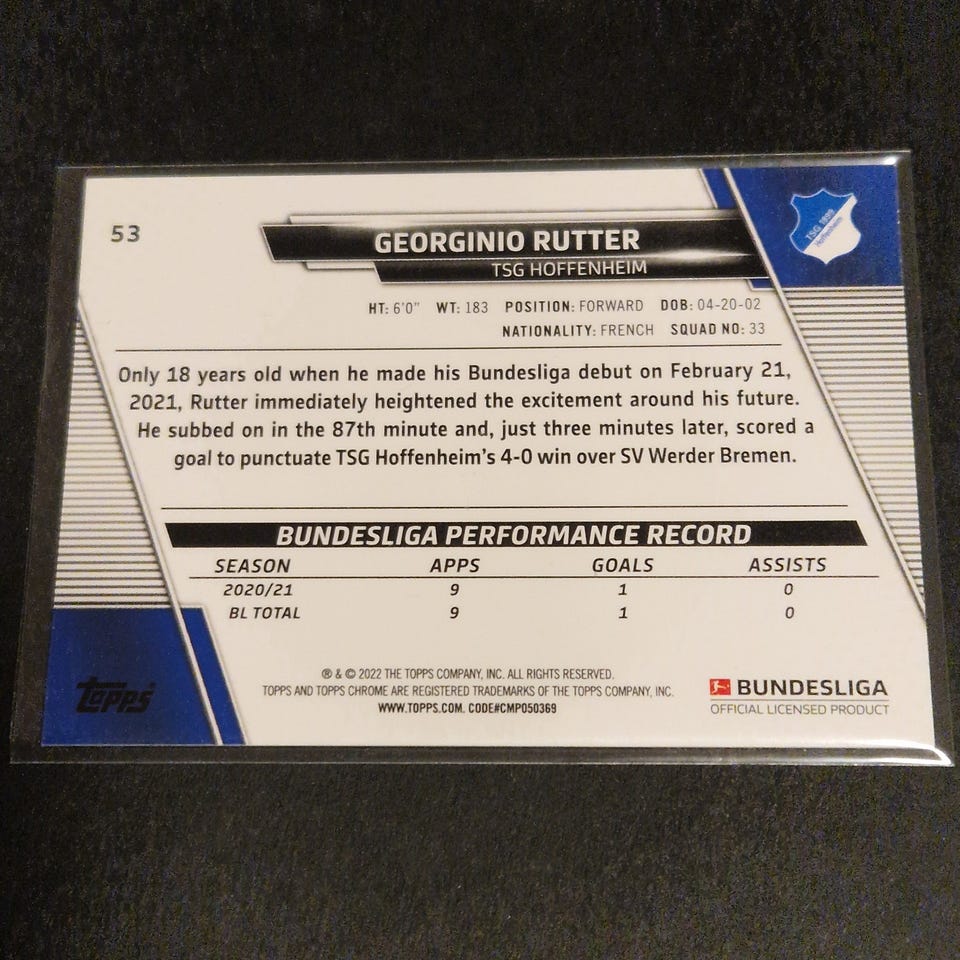 53
GEORGINIO RUTTER
TSG HOFFENHEIM
TSG 1899
Hoffenheim
HT: 6'0" WT: 183 POSITION: FORWARD DOB: 04-20-02
NATIONALITY: FRENCH SQUAD NO: 33
Only 18 years old when he made his Bundesliga debut on February 21,
2021, Rutter immediately heightened the excitement around his future.
He subbed on in the 87th minute and, just three minutes later, scored a
goal to punctuate TSG Hoffenheim's 4-0 win over SV Werder Bremen.
BUNDESLIGA PERFORMANCE RECORD
SEASON APPS GOALS ASSISTS
2020/21 9 1 0
BL TOTAL 9 1 0
® & © 2022 THE TOPPS COMPANY, INC. ALL RIGHTS RESERVED.
TOPPS AND TOPPS CHROME ARE REGISTERED TRADEMARKS OF THE TOPPS COMPANY, INC.
WWW.TOPPS.COM. CODE#CMP050369
topps
BUNDESLIGA
OFFICIAL LICENSED PRODUCT